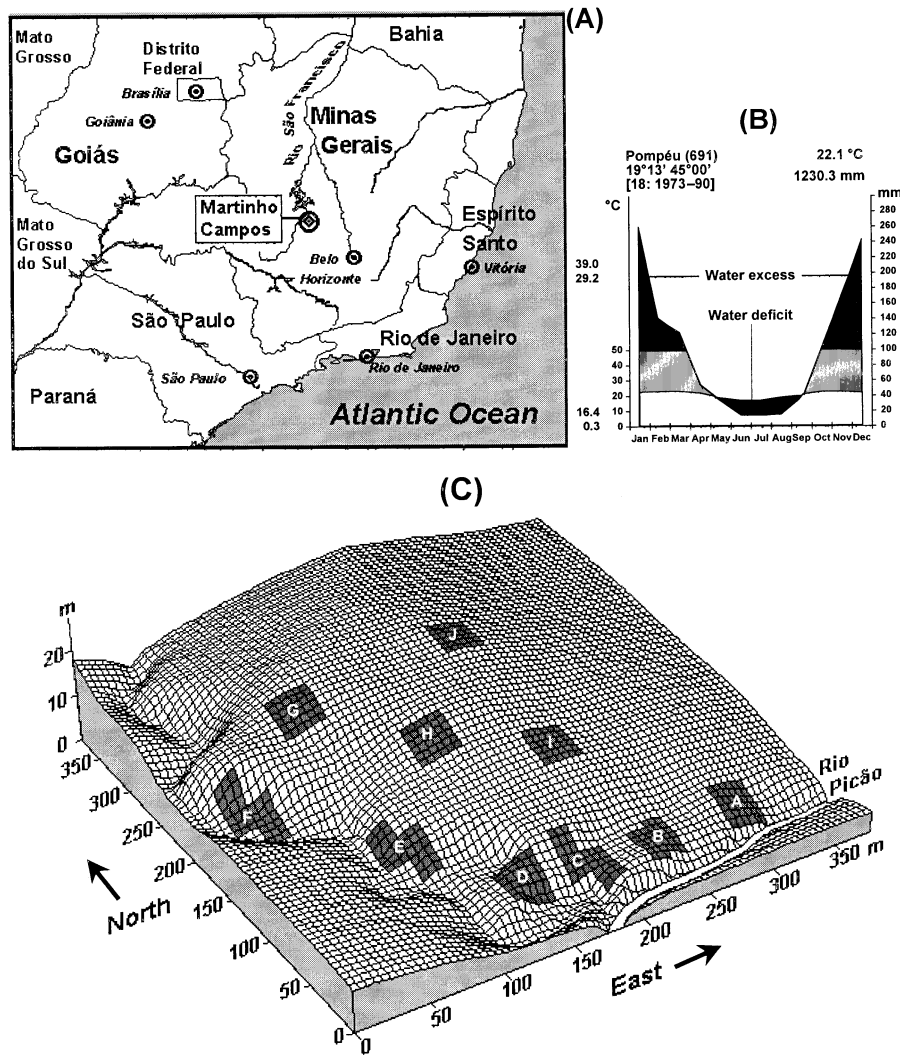 (A)
Mato
Grosso
Distrito
Federal
Bahia
Brasília
Goiânia
Goiás
Rio São Francisco
Minas
Gerais
Martinho
Campos
Mato
Grosso
do Sul
Espírito
Santo
Belo
Horizonte
Vitória
São Paulo
Rio de Janeiro
Rio de Janeiro
São Paulo
Paraná
Atlantic Ocean
(B)
Pompéu (691)
19°13' 45°00'
[18: 1973–90]
22.1 °C
1230.3 mm
°C
mm
280
260
240
220
200
180
160
140
120
100
80
60
40
20
0
39.0
29.2
50
40
30
20
10
0
16.4
0.3
Water excess
Water deficit
Jan Feb Mar Apr May Jun Jul Aug Sep Oct Nov Dec
(C)
m
20
10
0
350
300
250
200
150
100
50
0
North
J
G
H
I
F
E
D
C
B
A
Rio
Picão
0
50
100
150
200
250
300
350 m
East